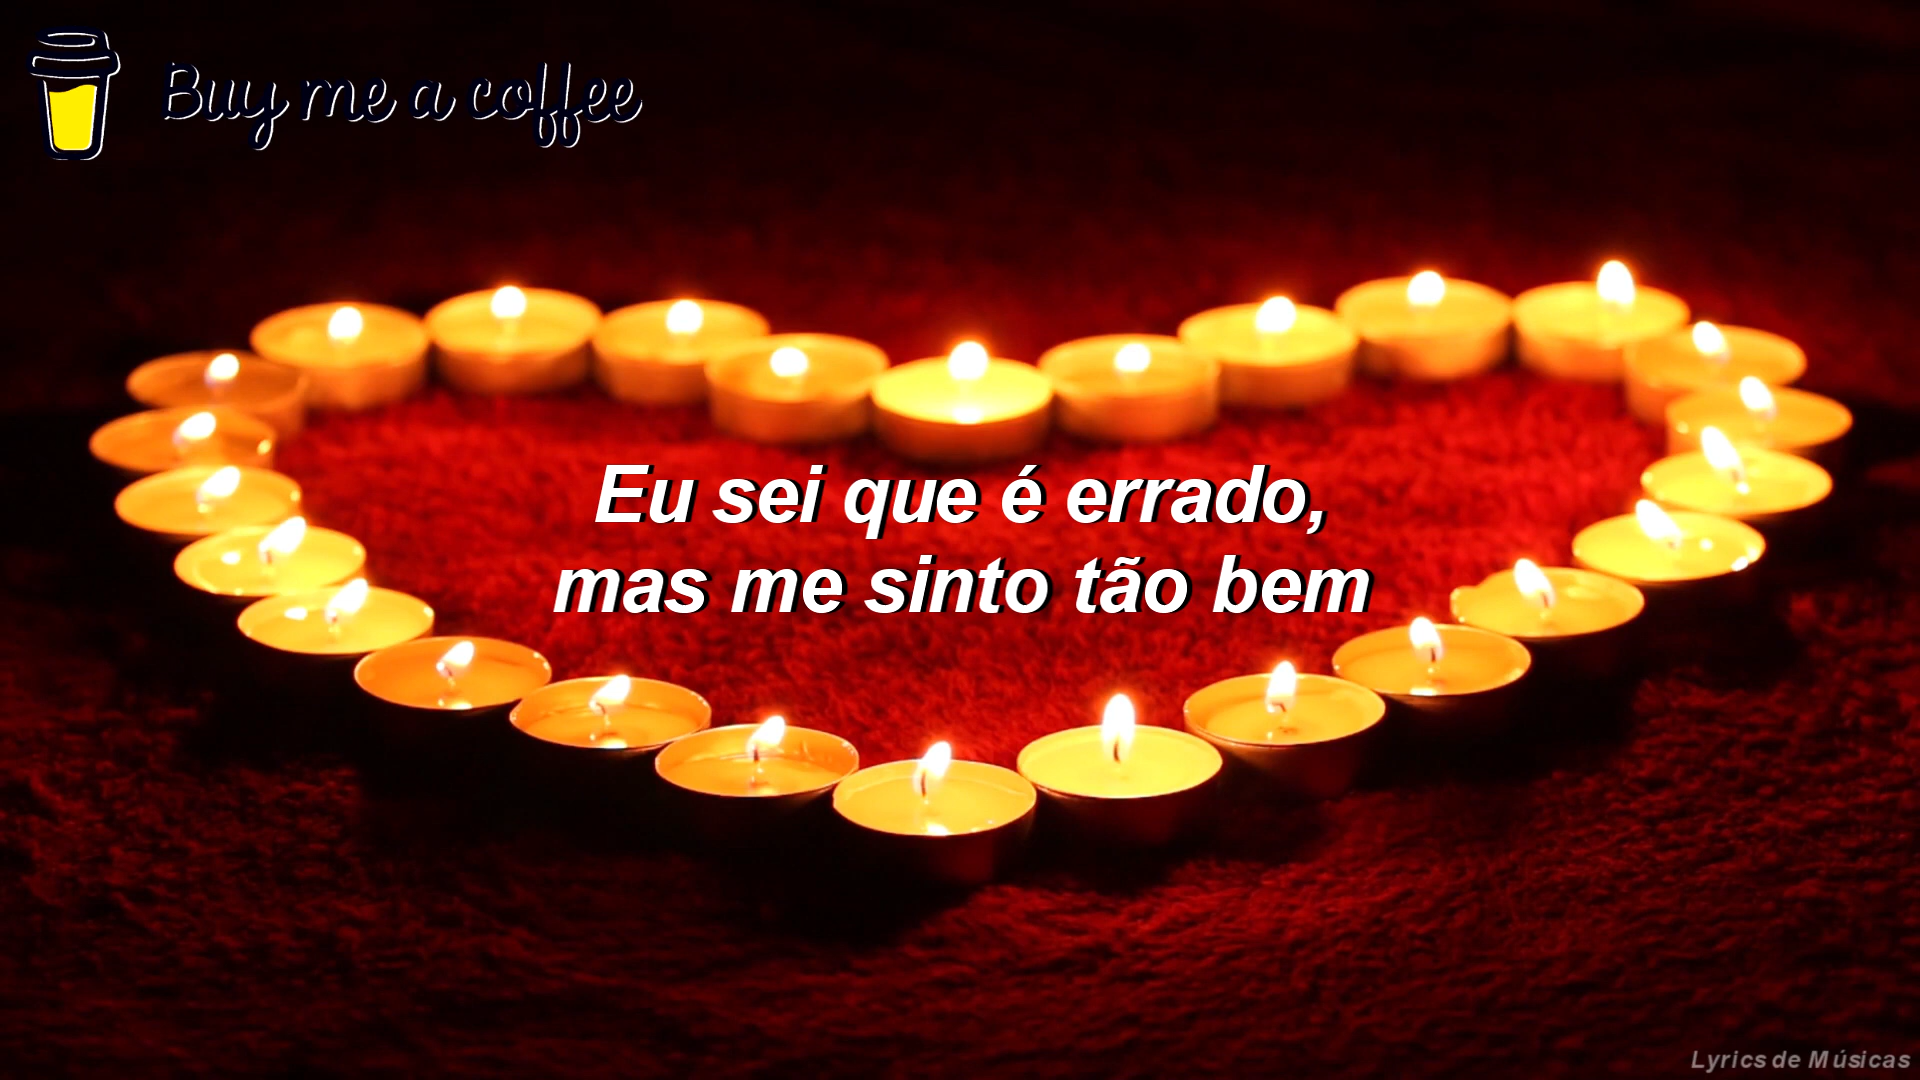 Buy me a coffee
Eu sei que é errado,
mas me sinto tão bem
Lyrics de Músicas